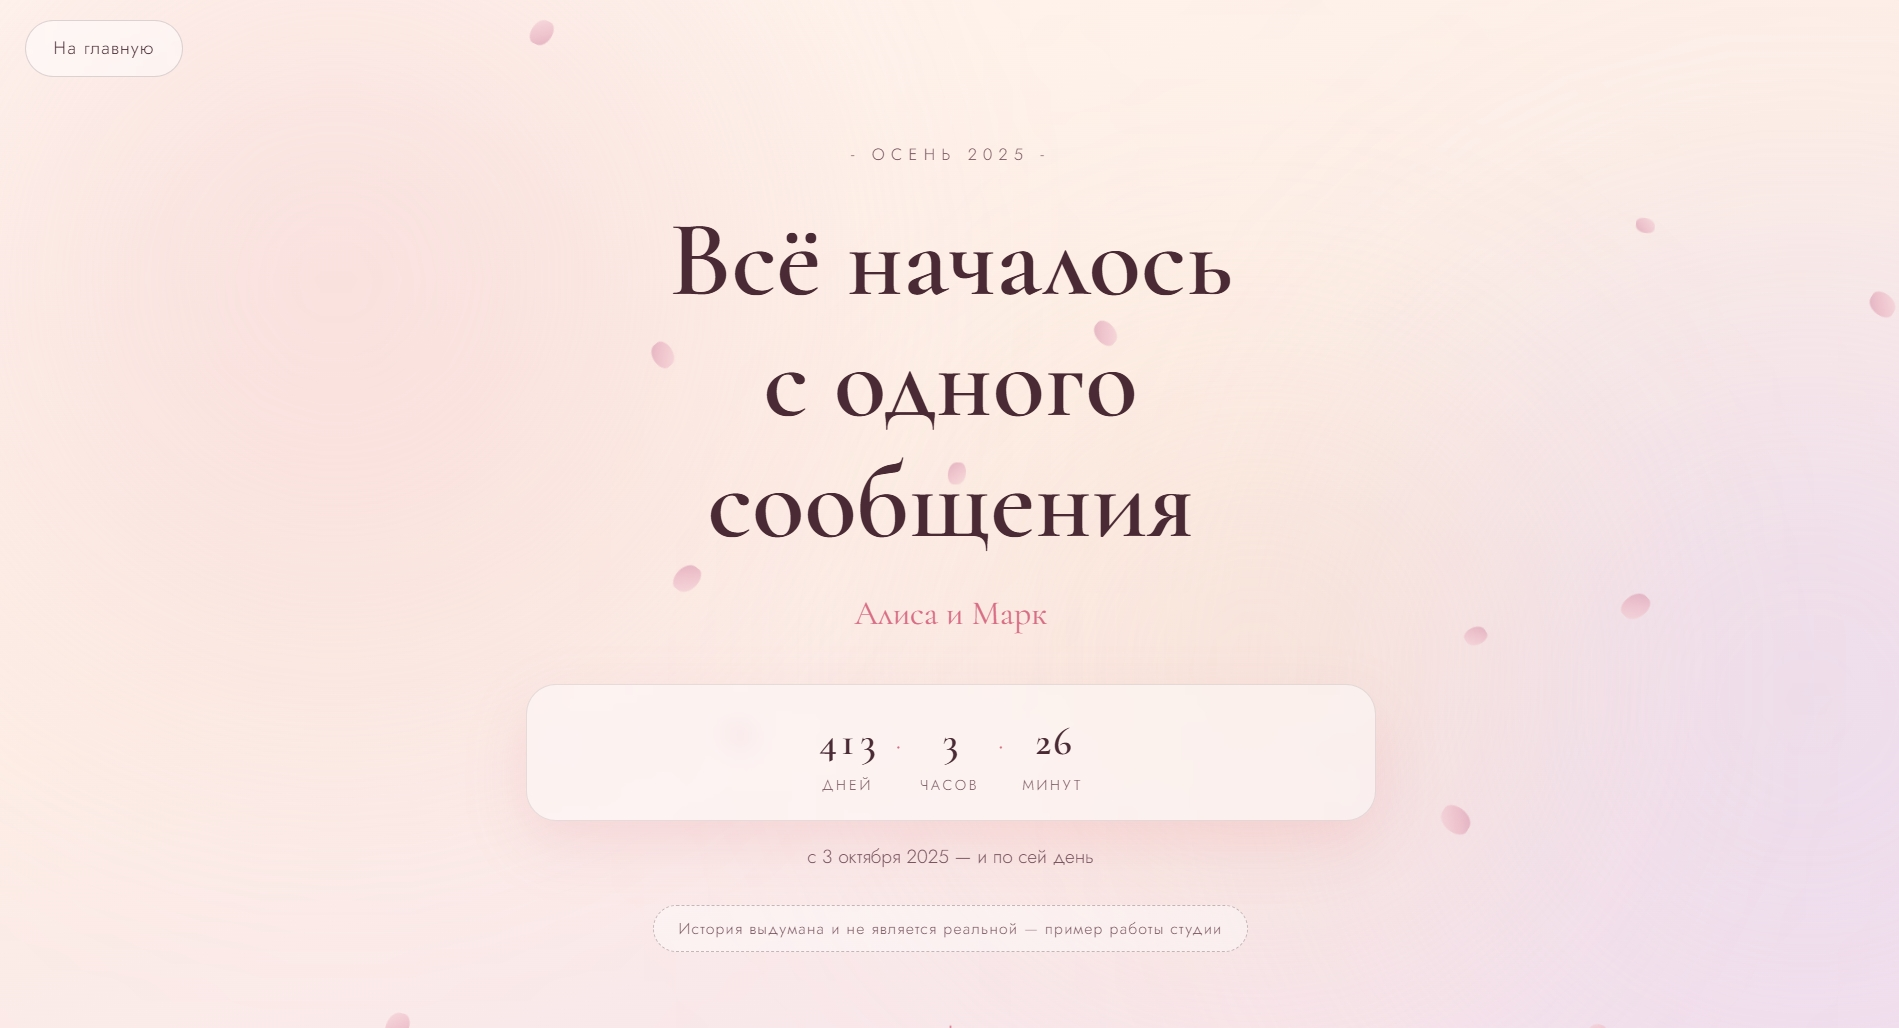 На главную
- ОСЕНЬ 2025 -
Всё началось
с одного
сообщения
Алиса и Марк
413 · 3 · 26
ДНЕЙ ЧАСОВ МИНУТ
с 3 октября 2025 — и по сей день
История выдумана и не является реальной — пример работы студии